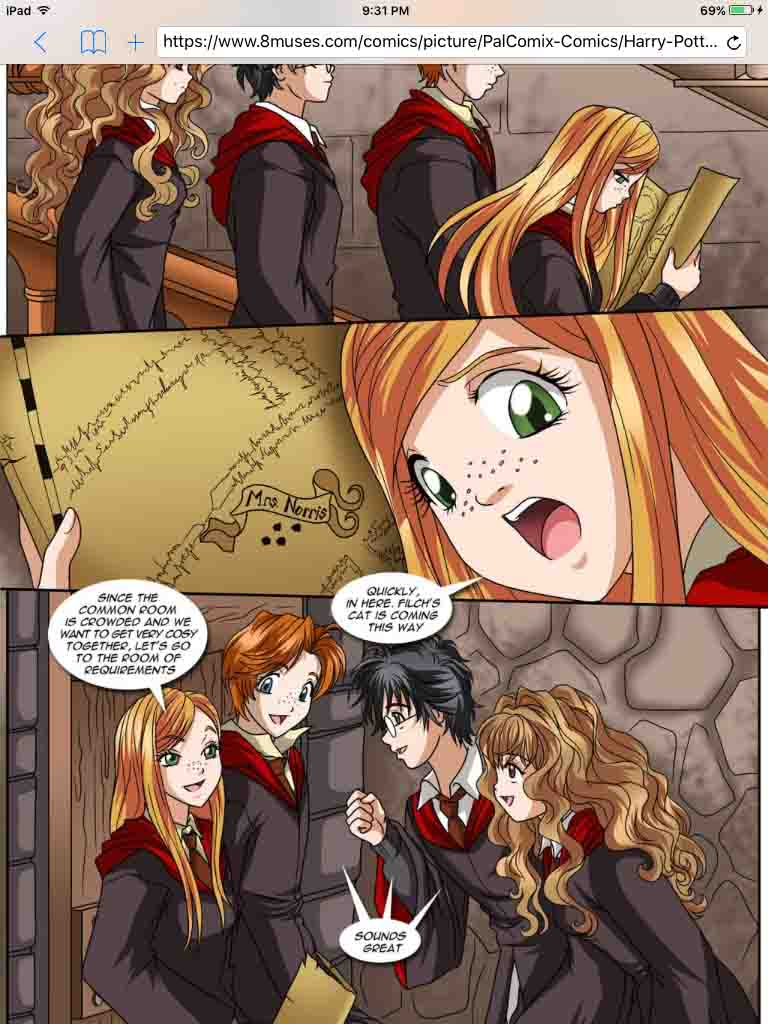 iPad 9:31 PM 69%
https://www.8muses.com/comics/picture/PalComix-Comics/Harry-Pott...
Mrs. Norris
SINCE THE
COMMON ROOM
IS CROWDED AND WE
WANT TO GET VERY COSY
TOGETHER, LET'S GO
TO THE ROOM OF
REQUIREMENTS
QUICKLY,
IN HERE. FILCH'S
CAT IS COMING
THIS WAY
SOUNDS
GREAT